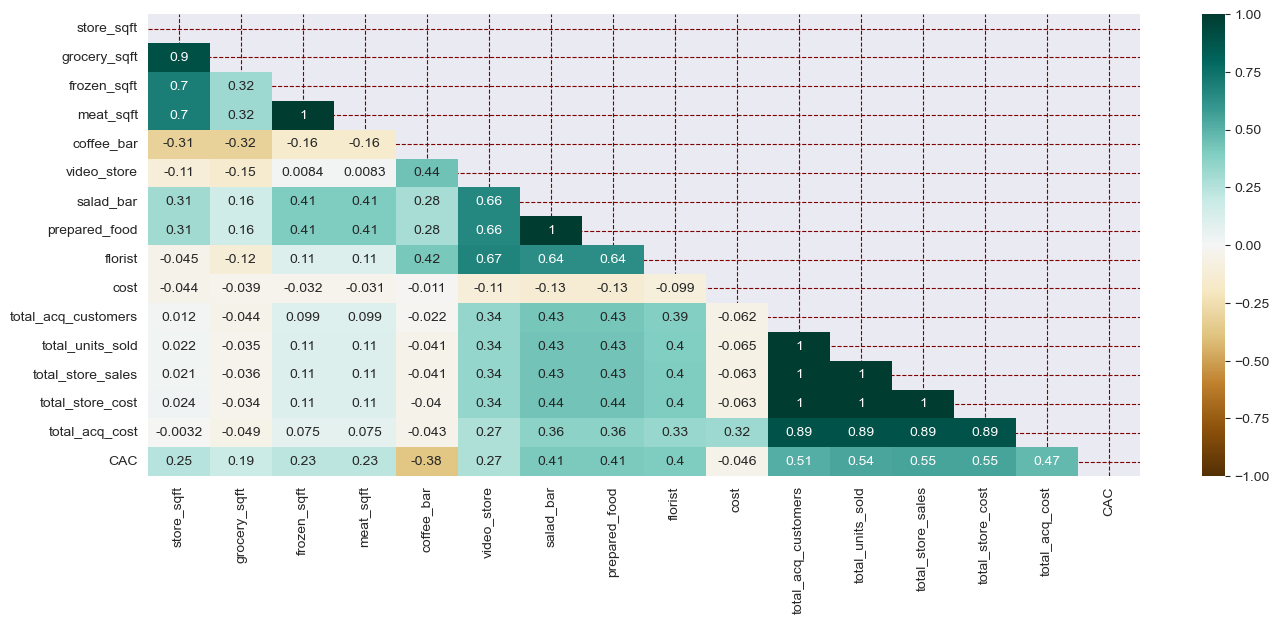 store_sqft
grocery_sqft 0.9
frozen_sqft 0.7 0.32
meat_sqft 0.7 0.32 1
coffee_bar -0.31 -0.32 -0.16 -0.16
video_store -0.11 -0.15 0.0084 0.0083 0.44
salad_bar 0.31 0.16 0.41 0.41 0.28 0.66
prepared_food 0.31 0.16 0.41 0.41 0.28 0.66 1
florist -0.045 -0.12 0.11 0.11 0.42 0.67 0.64 0.64
cost -0.044 -0.039 -0.032 -0.031 -0.011 -0.11 -0.13 -0.13 -0.099
total_acq_customers 0.012 -0.044 0.099 0.099 -0.022 0.34 0.43 0.43 0.39 -0.062
total_units_sold 0.022 -0.035 0.11 0.11 -0.041 0.34 0.43 0.43 0.4 -0.065 1
total_store_sales 0.021 -0.036 0.11 0.11 -0.041 0.34 0.43 0.43 0.4 -0.063 1 1
total_store_cost 0.024 -0.034 0.11 0.11 -0.04 0.34 0.44 0.44 0.4 -0.063 1 1 1
total_acq_cost -0.0032 -0.049 0.075 0.075 -0.043 0.27 0.36 0.36 0.33 0.32 0.89 0.89 0.89 0.89
CAC 0.25 0.19 0.23 0.23 -0.38 0.27 0.41 0.41 0.4 -0.046 0.51 0.54 0.55 0.55 0.47
store_sqft
grocery_sqft
frozen_sqft
meat_sqft
coffee_bar
video_store
salad_bar
prepared_food
florist
cost
total_acq_customers
total_units_sold
total_store_sales
total_store_cost
total_acq_cost
CAC
1.00
0.75
0.50
0.25
0.00
−0.25
−0.50
−0.75
−1.00